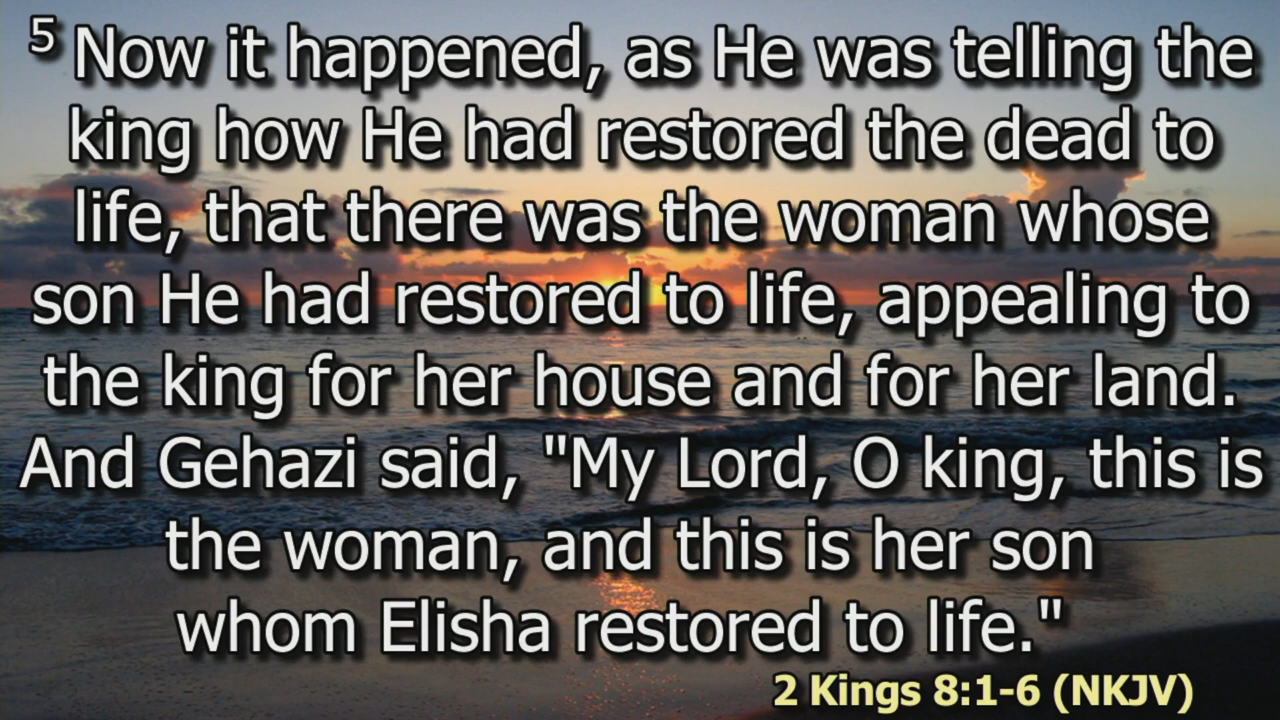 5 Now it happened, as He was telling the
king how He had restored the dead to
life, that there was the woman whose
son He had restored to life, appealing to
the king for her house and for her land.
And Gehazi said, "My Lord, O king, this is
the woman, and this is her son
whom Elisha restored to life."
2 Kings 8:1-6 (NKJV)